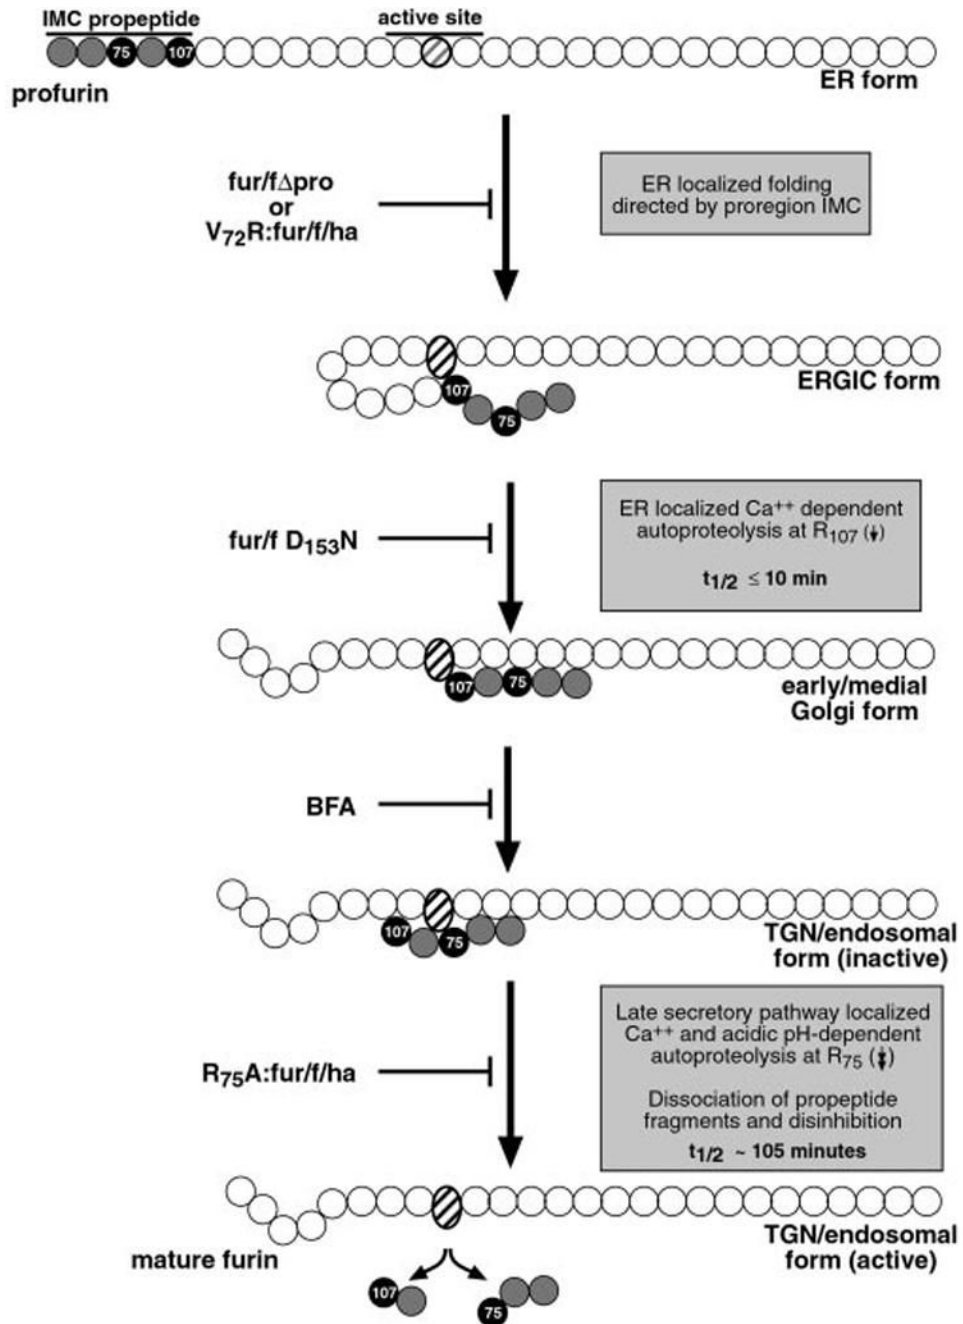 IMC propeptide
active site
75
107
profurin
ER form
fur/fΔpro
or
V72R:fur/f/ha
ER localized folding
directed by proregion IMC
107
75
ERGIC form
fur/f D153N
ER localized Ca++ dependent
autoproteolysis at R107 (↓)
t1/2 ≤ 10 min
107
75
early/medial
Golgi form
BFA
107
75
TGN/endosomal
form (inactive)
R75A:fur/f/ha
Late secretory pathway localized
Ca++ and acidic pH-dependent
autoproteolysis at R75 (↡)
Dissociation of propeptide
fragments and disinhibition
t1/2 ~ 105 minutes
mature furin
TGN/endosomal
form (active)
107
75